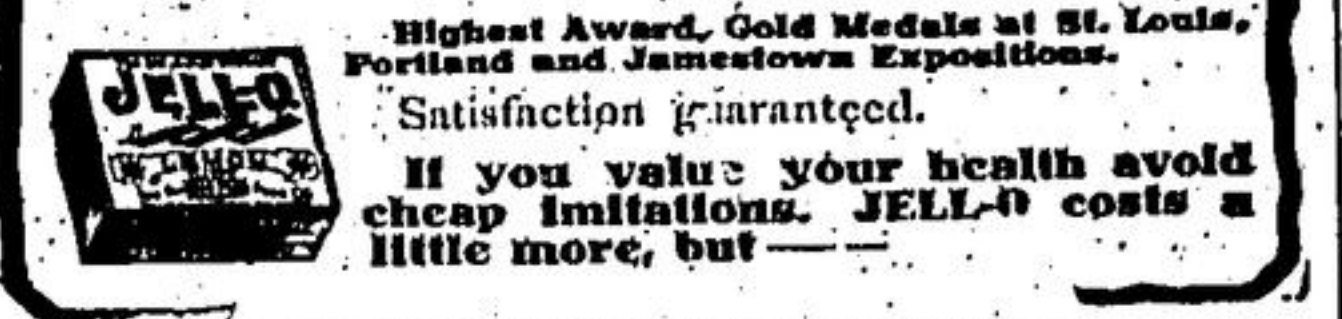 JELL-O
LEMON
Highest Award, Gold Medals at St. Louis,
Portland and Jamestown Expositions.
Satisfaction guaranteed.
If you value your health avoid
cheap imitations. JELL-O costs a
little more, but — —